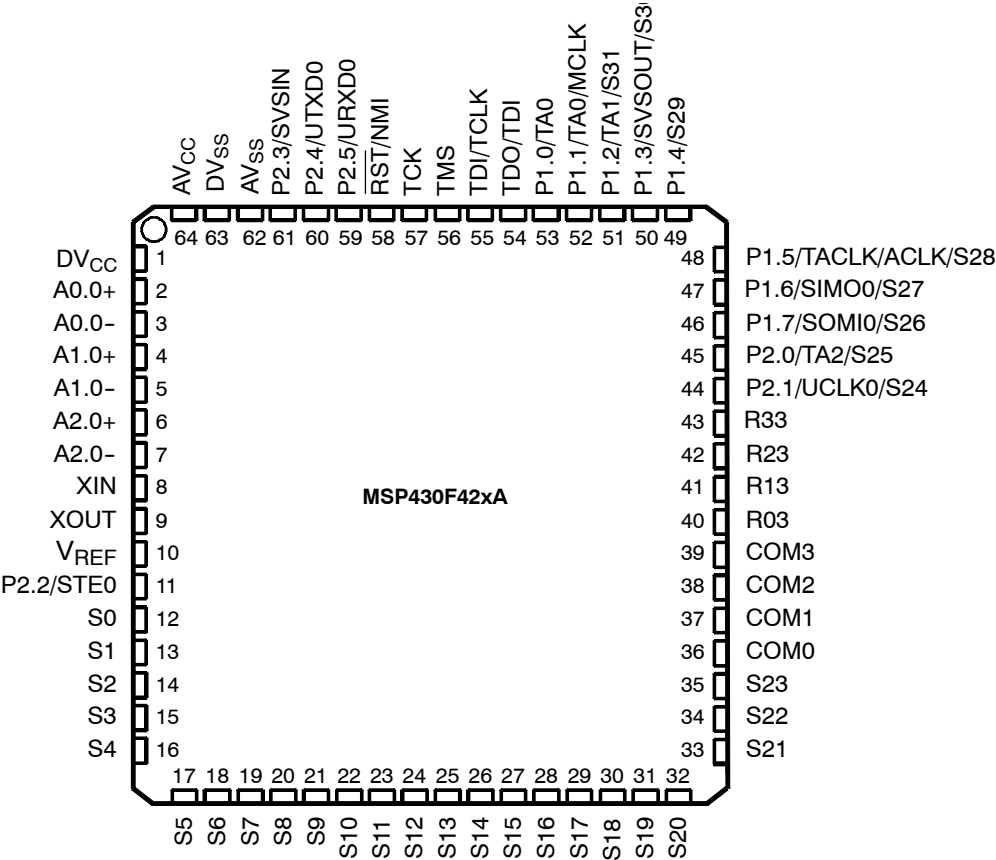 AVCC
DVSS
AVSS
P2.3/SVSIN
P2.4/UTXD0
P2.5/URXD0
RST/NMI
TCK
TMS
TDI/TCLK
TDO/TDI
P1.0/TA0
P1.1/TA0/MCLK
P1.2/TA1/S31
P1.3/SVSOUT/S3
P1.4/S29
64 63 62 61 60 59 58 57 56 55 54 53 52 51 50 49
DVCC 1
A0.0+ 2
A0.0− 3
A1.0+ 4
A1.0− 5
A2.0+ 6
A2.0− 7
XIN 8
XOUT 9
VREF 10
P2.2/STE0 11
S0 12
S1 13
S2 14
S3 15
S4 16
MSP430F42xA
48 P1.5/TACLK/ACLK/S28
47 P1.6/SIMO0/S27
46 P1.7/SOMI0/S26
45 P2.0/TA2/S25
44 P2.1/UCLK0/S24
43 R33
42 R23
41 R13
40 R03
39 COM3
38 COM2
37 COM1
36 COM0
35 S23
34 S22
33 S21
17 18 19 20 21 22 23 24 25 26 27 28 29 30 31 32
S5
S6
S7
S8
S9
S10
S11
S12
S13
S14
S15
S16
S17
S18
S19
S20